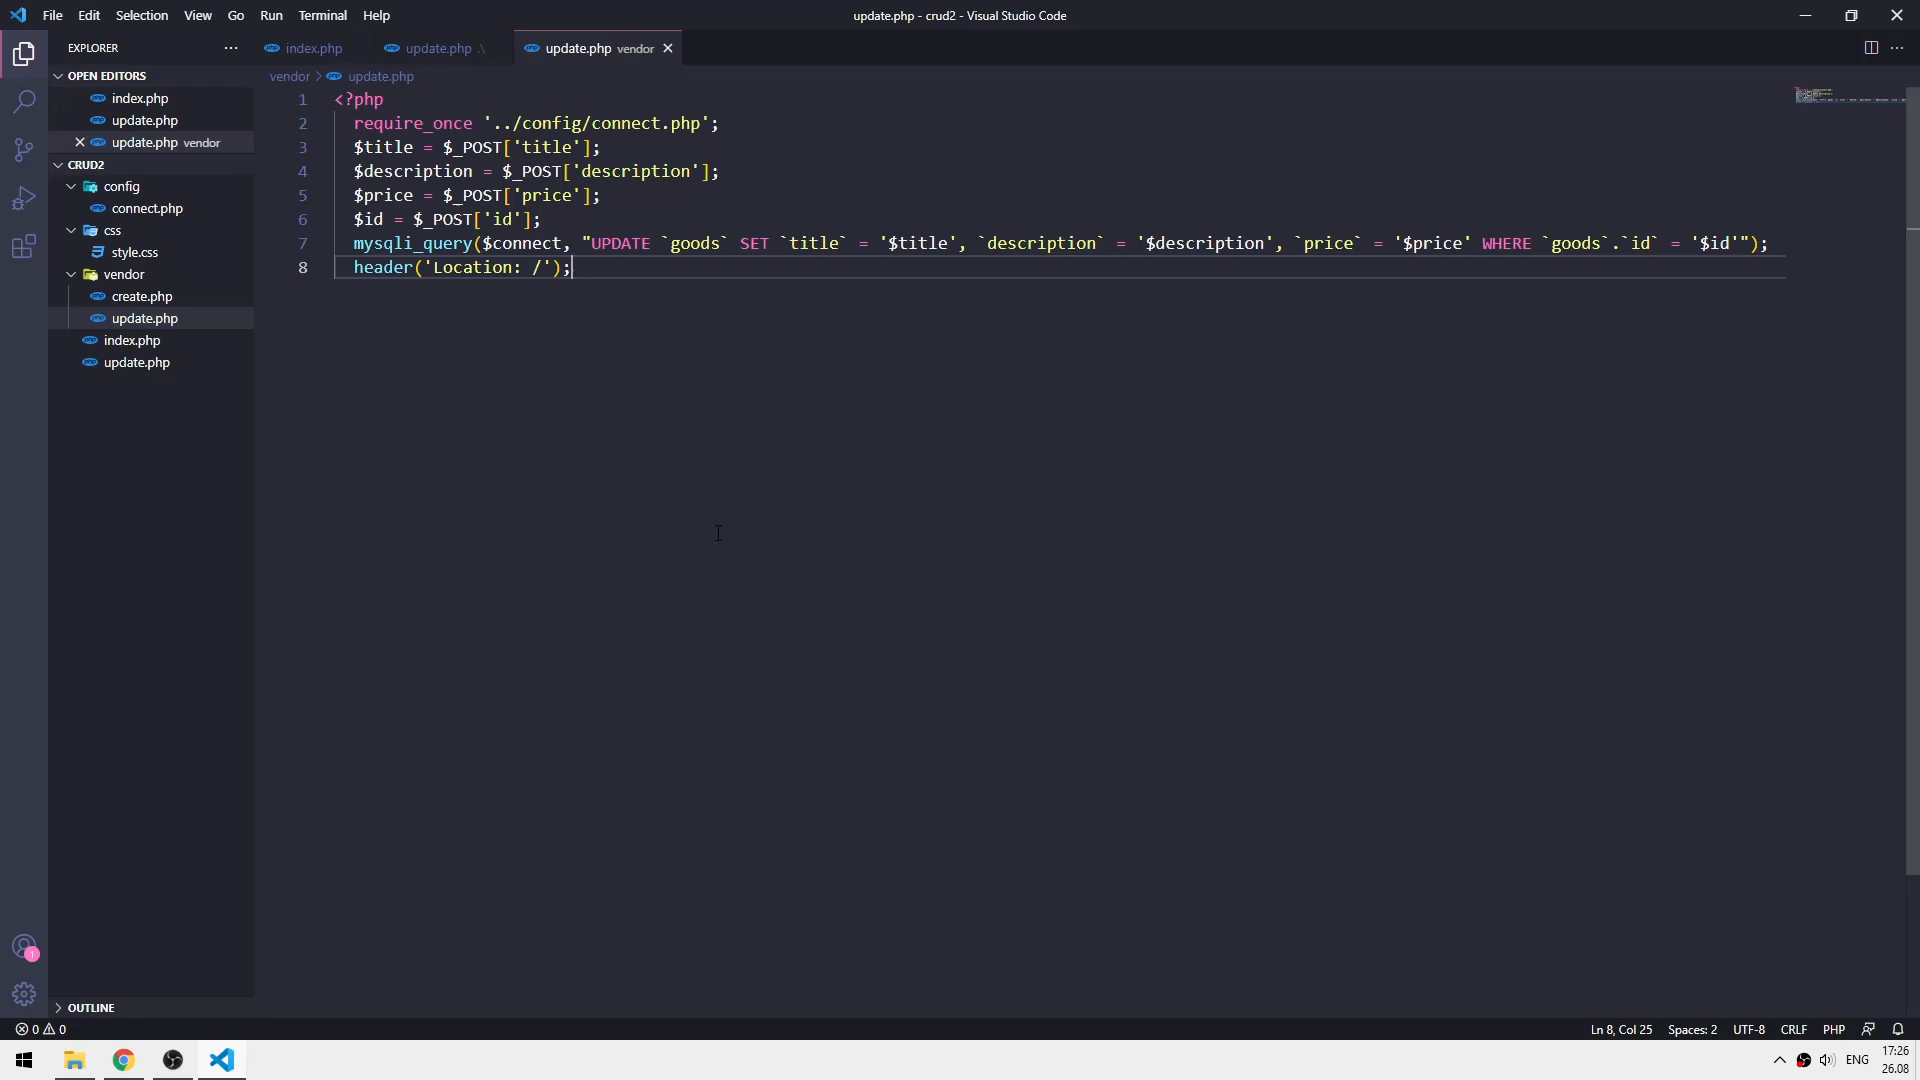 File Edit Selection View Go Run Terminal Help
update.php - crud2 - Visual Studio Code
EXPLORER
index.php
update.php .\
update.php vendor
OPEN EDITORS
index.php
update.php
update.php vendor
CRUD2
config
connect.php
css
style.css
vendor
create.php
update.php
index.php
update.php
OUTLINE
vendor > update.php
1 <?php
2 require_once '../config/connect.php';
3 $title = $_POST['title'];
4 $description = $_POST['description'];
5 $price = $_POST['price'];
6 $id = $_POST['id'];
7 mysqli_query($connect, "UPDATE `goods` SET `title` = '$title', `description` = '$description', `price` = '$price' WHERE `goods`.`id` = '$id'");
8 header('Location: /');
1
0 0
Ln 8, Col 25 Spaces: 2 UTF-8 CRLF PHP
ENG
17:26
26.08